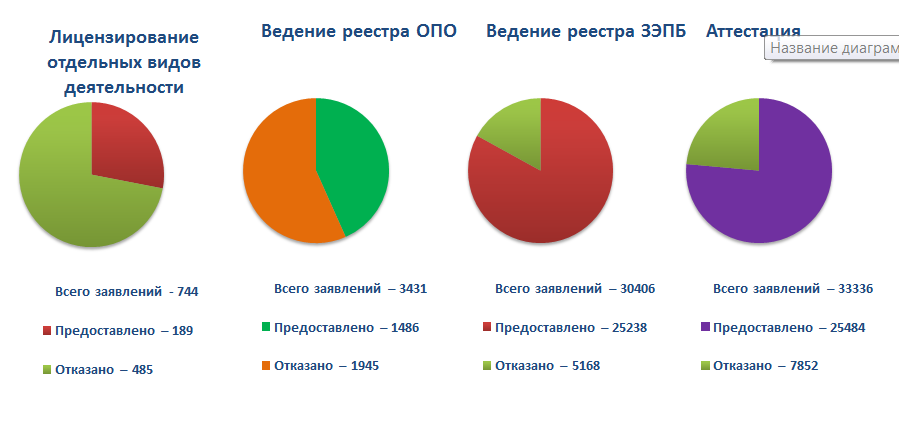 Лицензирование
отдельных видов
деятельности
Ведение реестра ОПО
Ведение реестра ЗЭПБ
Аттестация
Название диаграм
Всего заявлений - 744
Предоставлено – 189
Отказано – 485
Всего заявлений – 3431
Предоставлено – 1486
Отказано – 1945
Всего заявлений – 30406
Предоставлено – 25238
Отказано – 5168
Всего заявлений – 33336
Предоставлено – 25484
Отказано – 7852